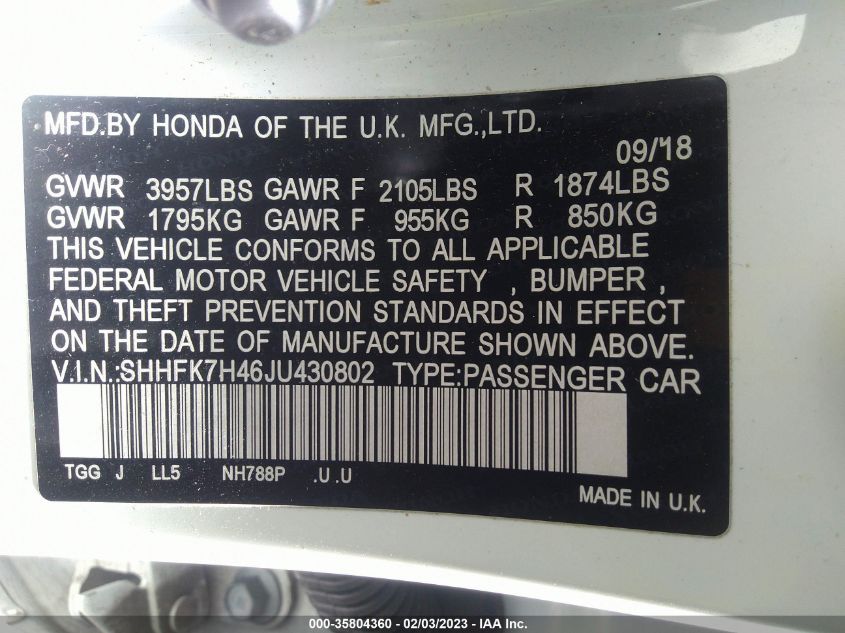 MFD.BY HONDA OF THE U.K. MFG.,LTD.
09/18
GVWR 3957LBS GAWR F 2105LBS R 1874LBS
GVWR 1795KG GAWR F 955KG R 850KG
THIS VEHICLE CONFORMS TO ALL APPLICABLE
FEDERAL MOTOR VEHICLE SAFETY , BUMPER ,
AND THEFT PREVENTION STANDARDS IN EFFECT
ON THE DATE OF MANUFACTURE SHOWN ABOVE.
V.I.N.:SHHFK7H46JU430802 TYPE:PASSENGER CAR
TGG J LL5 NH788P .U .U
MADE IN U.K.
000-35804360 - 02/03/2023 - IAA Inc.